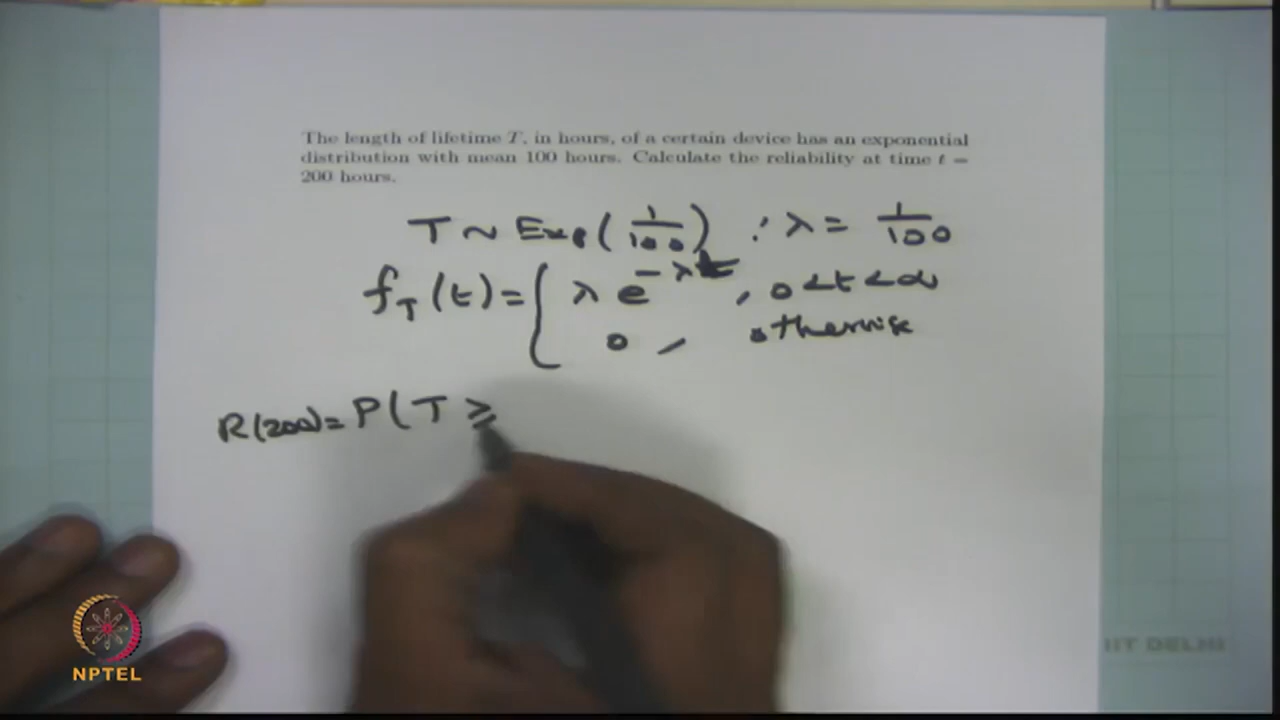 The length of lifetime T, in hours, of a certain device has an exponential
distribution with mean 100 hours. Calculate the reliability at time t =
200 hours.
T ~ Exp(1/100) ∴ λ = 1/100
f_T(t) = { λ e^{-λt}, 0 < t < ∞
0, otherwise
R(200) = P(T ≥
NPTEL
IIT DELHI